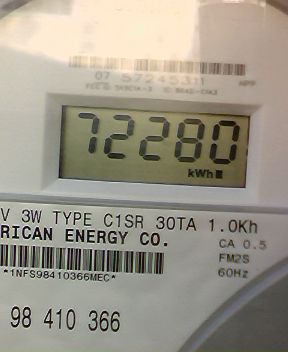 07 57245311
72280
kWh
V 3W TYPE C1SR 30TA 1.0Kh
RICAN ENERGY CO.
CA 0.5
FM2S
60Hz
*1NFS98410366MEC*
98 410 366